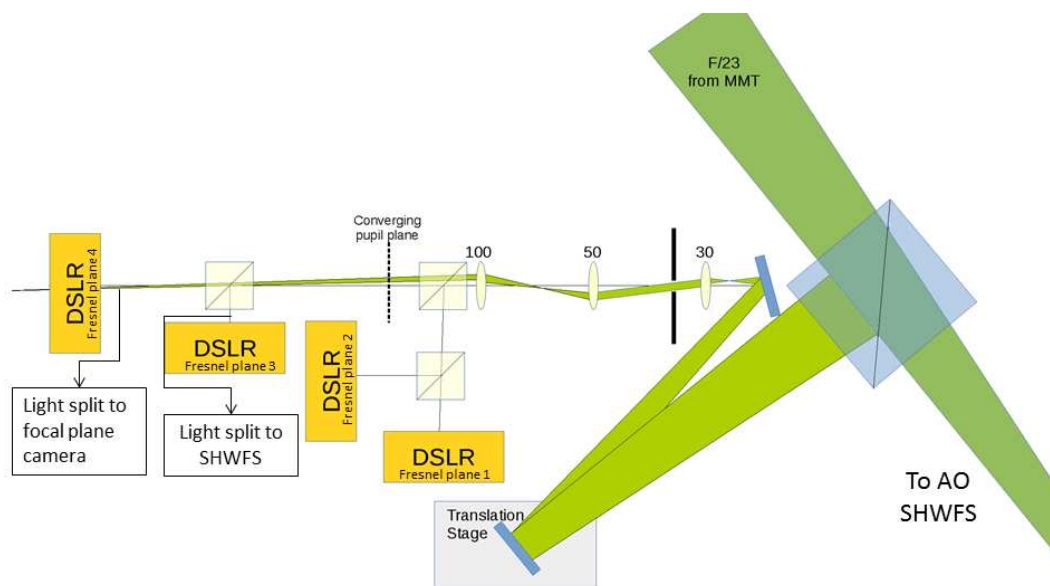 F/23
from MMT
Converging
pupil plane
100
50
30
DSLR
Fresnel plane 4
DSLR
Fresnel plane 3
DSLR
Fresnel plane 2
DSLR
Fresnel plane 1
Light split to
focal plane
camera
Light split to
SHWFS
Translation
Stage
To AO
SHWFS